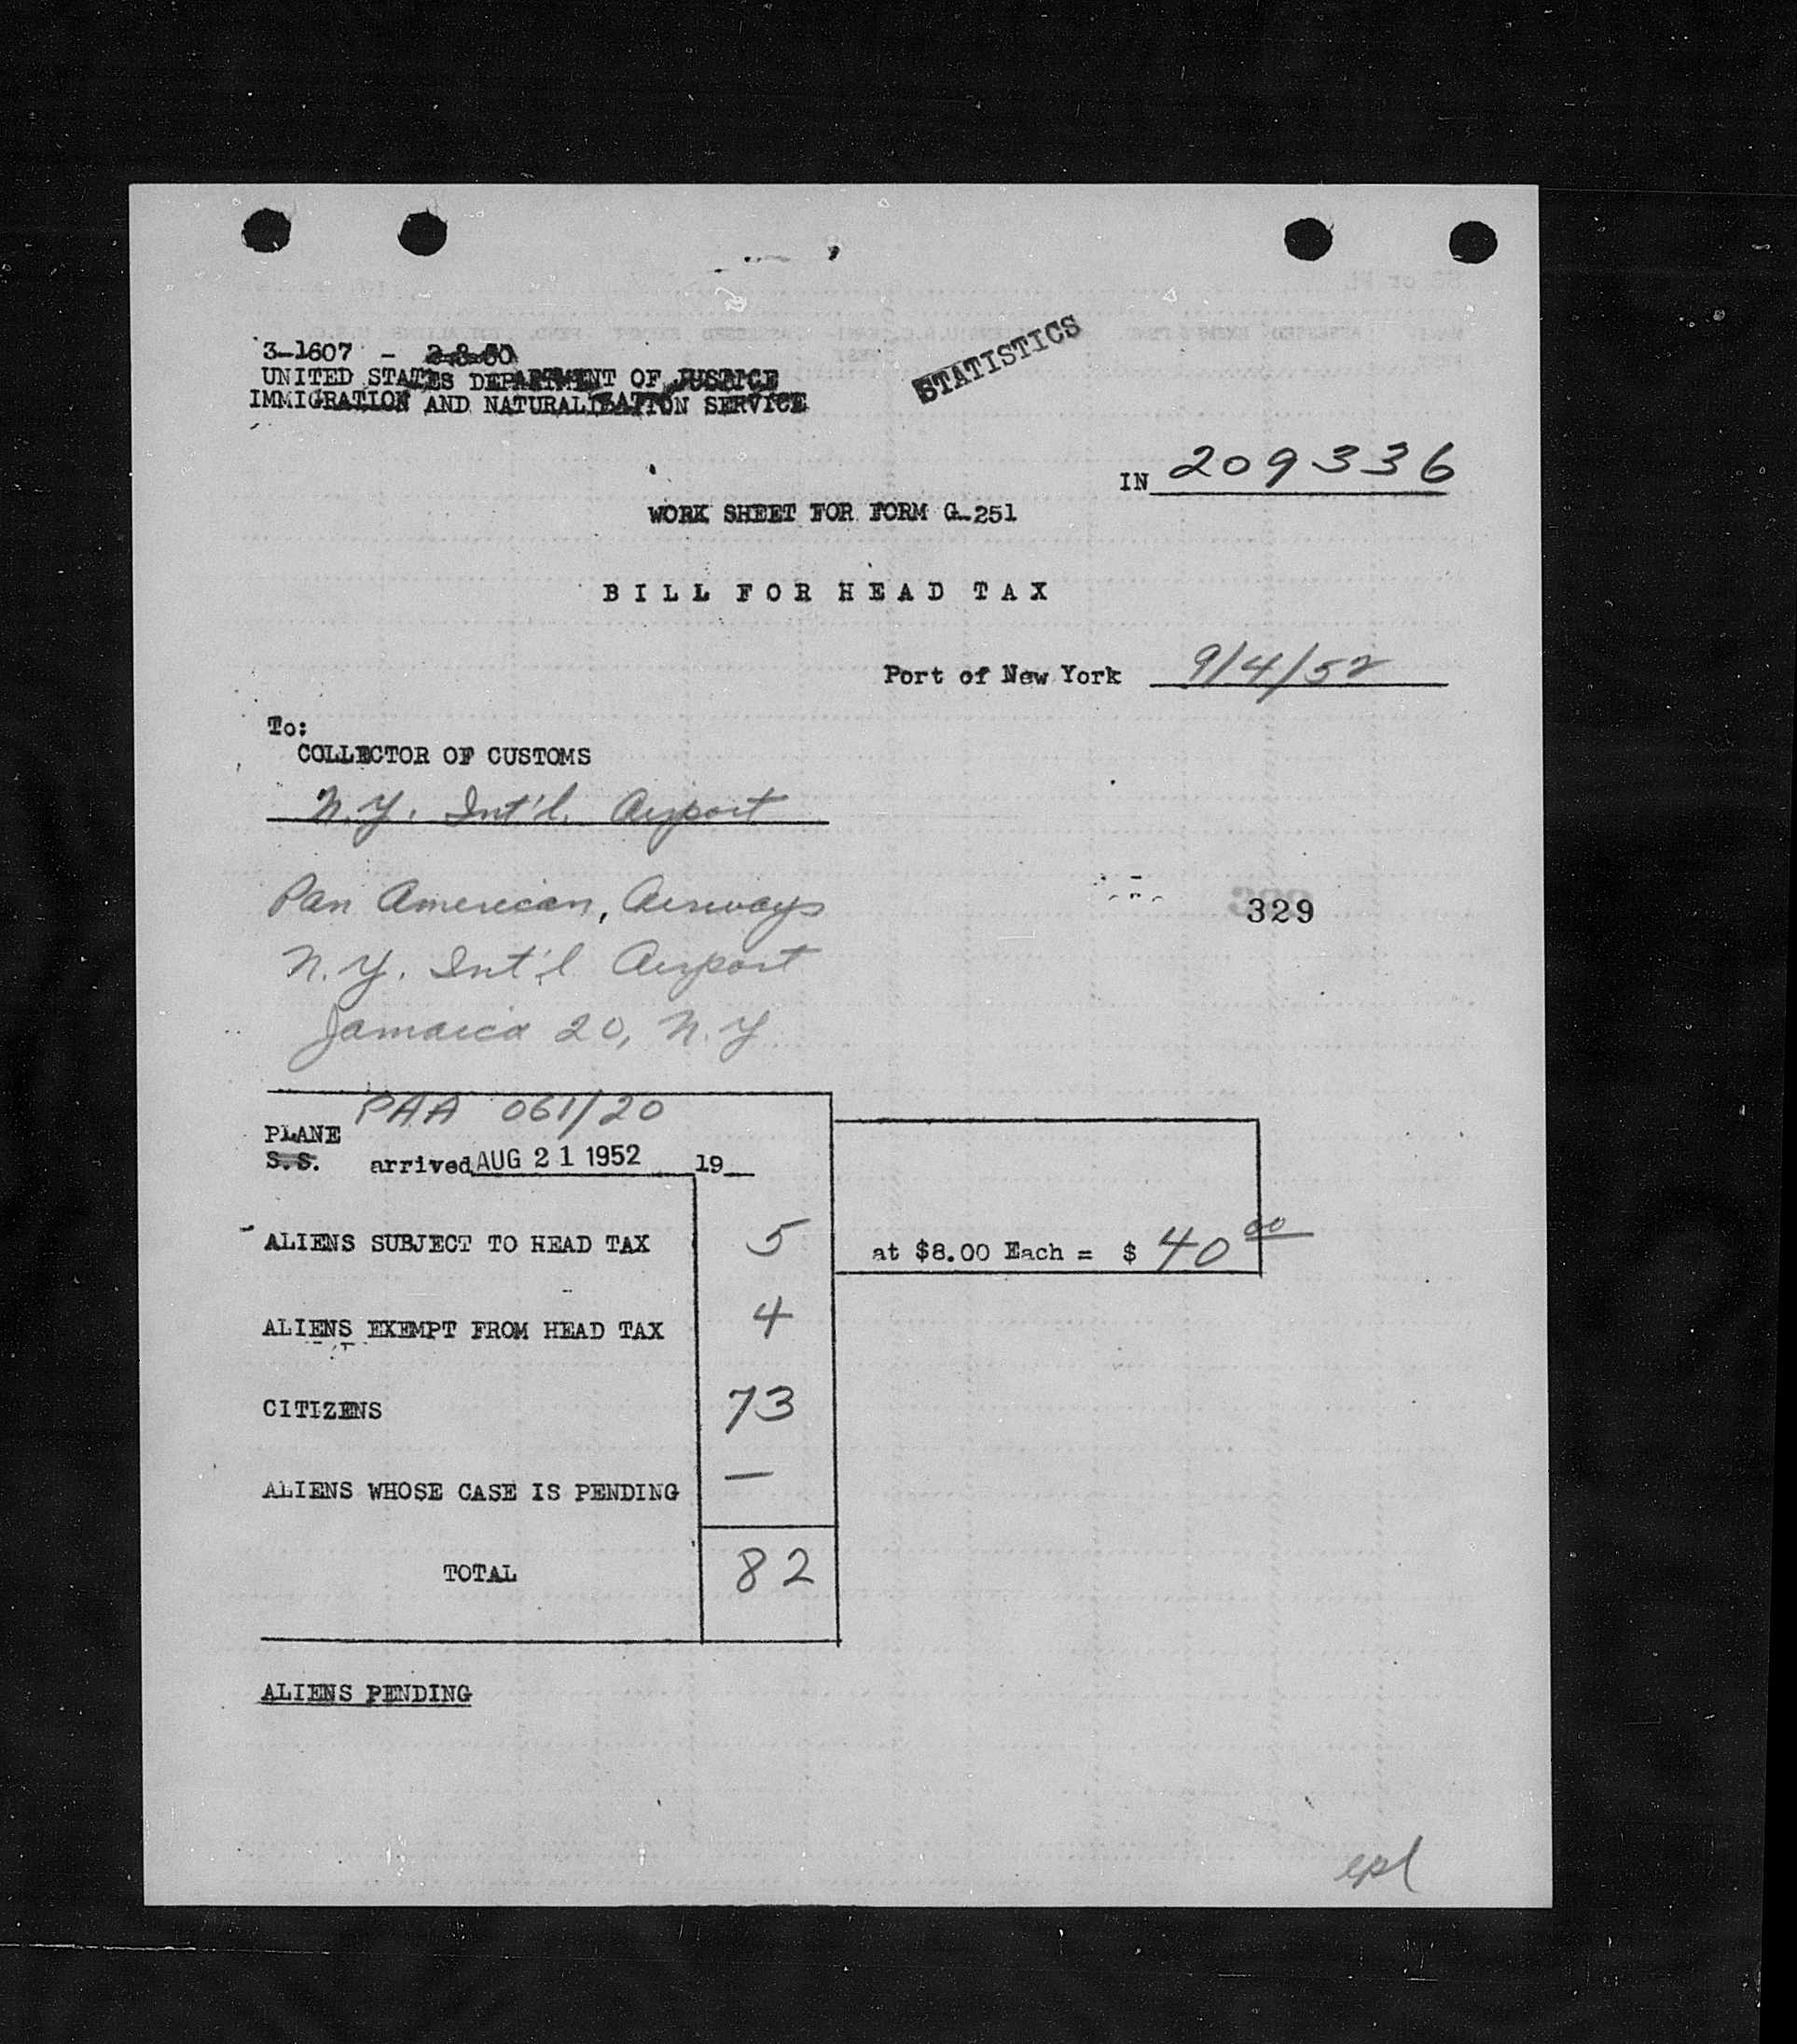 3-1607 - 2-8-50
UNITED STATES DEPARTMENT OF JUSTICE
IMMIGRATION AND NATURALIZATION SERVICE
STATISTICS
IN 209336
WORK SHEET FOR FORM G-251
BILL FOR HEAD TAX
Port of New York 9/4/52
To:
COLLECTOR OF CUSTOMS
N.Y. Int'l. Airport
Pan American, Airways
N.Y. Int'l Airport
Jamaica 20, N.Y
329
PAA 061/20
PLANE
S.S. arrived AUG 21 1952 19
ALIENS SUBJECT TO HEAD TAX 5 at $8.00 Each = $ 40 00
ALIENS EXEMPT FROM HEAD TAX 4
CITIZENS 73
ALIENS WHOSE CASE IS PENDING —
TOTAL 82
ALIENS PENDING
epl